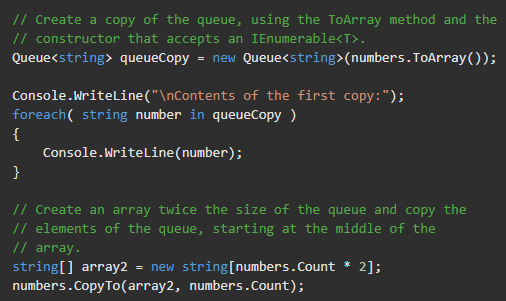 // Create a copy of the queue, using the ToArray method and the
// constructor that accepts an IEnumerable<T>.
Queue<string> queueCopy = new Queue<string>(numbers.ToArray());
Console.WriteLine("\nContents of the first copy:");
foreach( string number in queueCopy )
{
    Console.WriteLine(number);
}
// Create an array twice the size of the queue and copy the
// elements of the queue, starting at the middle of the
// array.
string[] array2 = new string[numbers.Count * 2];
numbers.CopyTo(array2, numbers.Count);